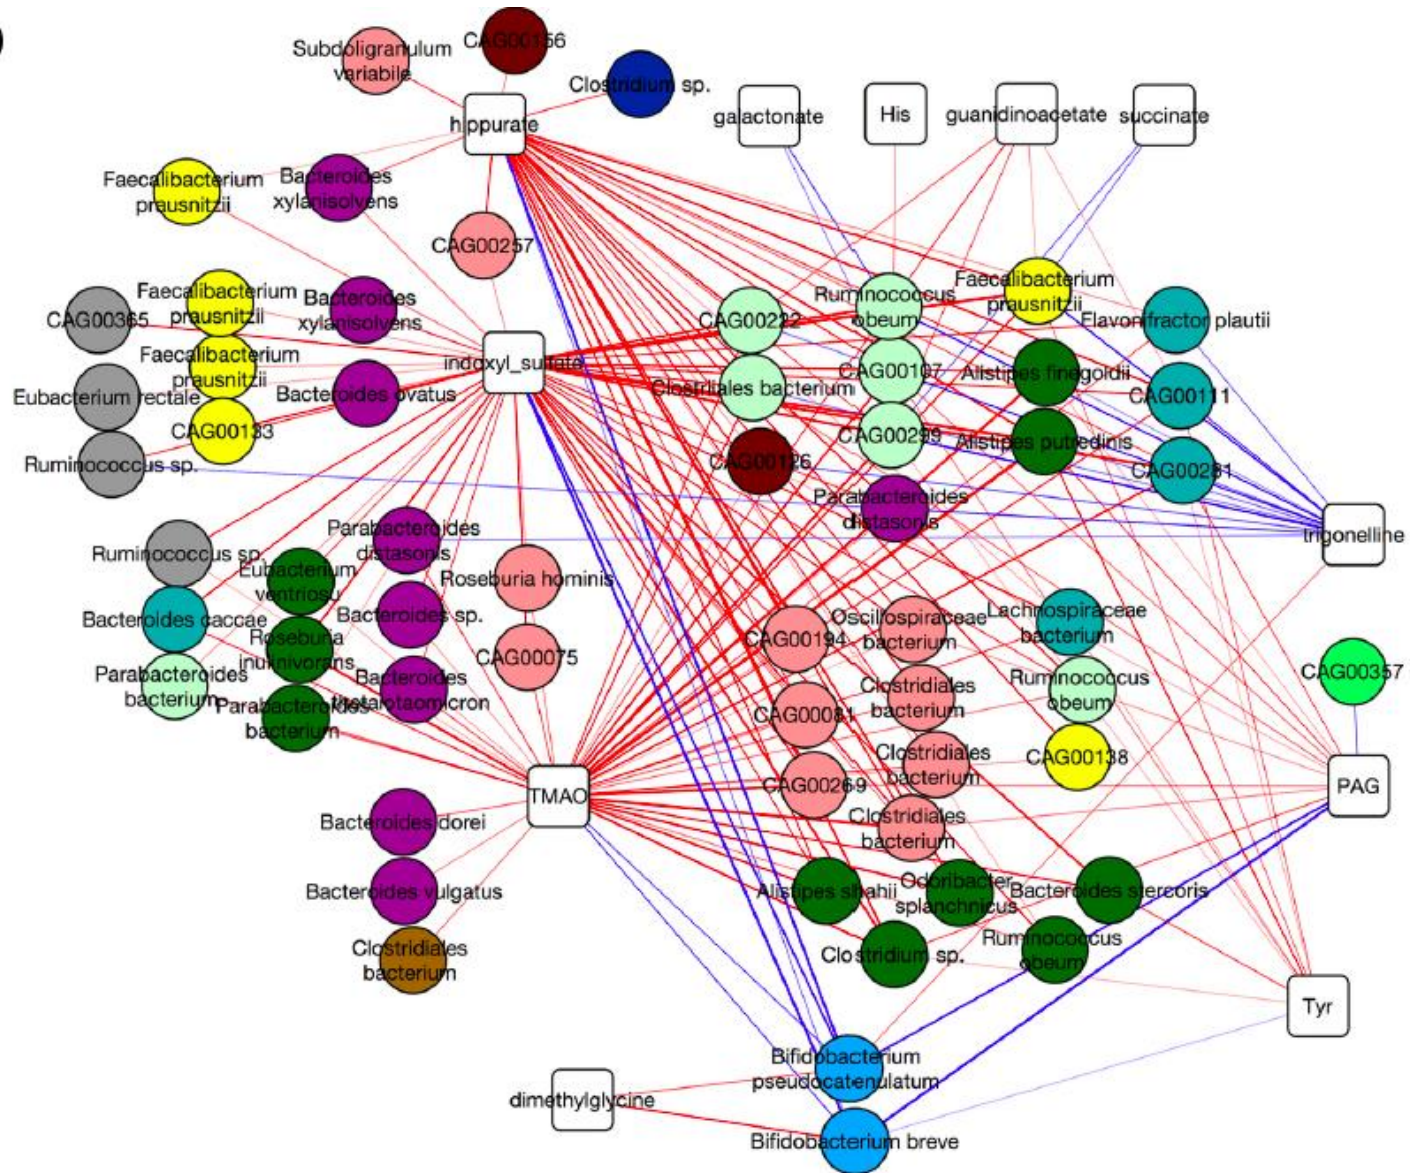 Subdoligranulum
variabile
CAG00156
Clostridium sp.
hippurate
galactonate
His
guanidinoacetate
succinate
Faecalibacterium
prausnitzii
Bacteroides
xylanisolvens
CAG00257
CAG00365
Faecalibacterium
prausnitzii
Bacteroides
xylanisolvens
CAG00222
Ruminococcus
obeum
Faecalibacterium
prausnitzii
Flavonifractor plautii
Faecalibacterium
prausnitzii
indoxyl_sulfate
CAG00107
Alistipes finegoldii
Eubacterium rectale
Bacteroides ovatus
Clostridiales bacterium
CAG00111
CAG00133
CAG00299
Alistipes putredinis
Ruminococcus sp.
CAG00126
CAG00281
Parabacteroides
distasonis
trigonelline
Ruminococcus sp.
Eubacterium
ventriosu
Parabacteroides
distasonis
Roseburia hominis
Bacteroides caccae
Roseburia
inulinivorans
Bacteroides sp.
CAG00194
Oscillospiraceae
bacterium
Lachnospiraceae
bacterium
Parabacteroides
bacterium
Parabacteroides
bacterium
Bacteroides
thetaiotaomicron
CAG00075
CAG00081
Clostridiales
bacterium
Ruminococcus
obeum
CAG00357
TMAO
CAG00269
Clostridiales
bacterium
CAG00138
PAG
Bacteroides dorei
Clostridiales
bacterium
Bacteroides vulgatus
Alistipes shahii
Odoribacter
splanchnicus
Bacteroides stercoris
Clostridiales
bacterium
Clostridium sp.
Ruminococcus
obeum
Tyr
Bifidobacterium
pseudocatenulatum
dimethylglycine
Bifidobacterium breve